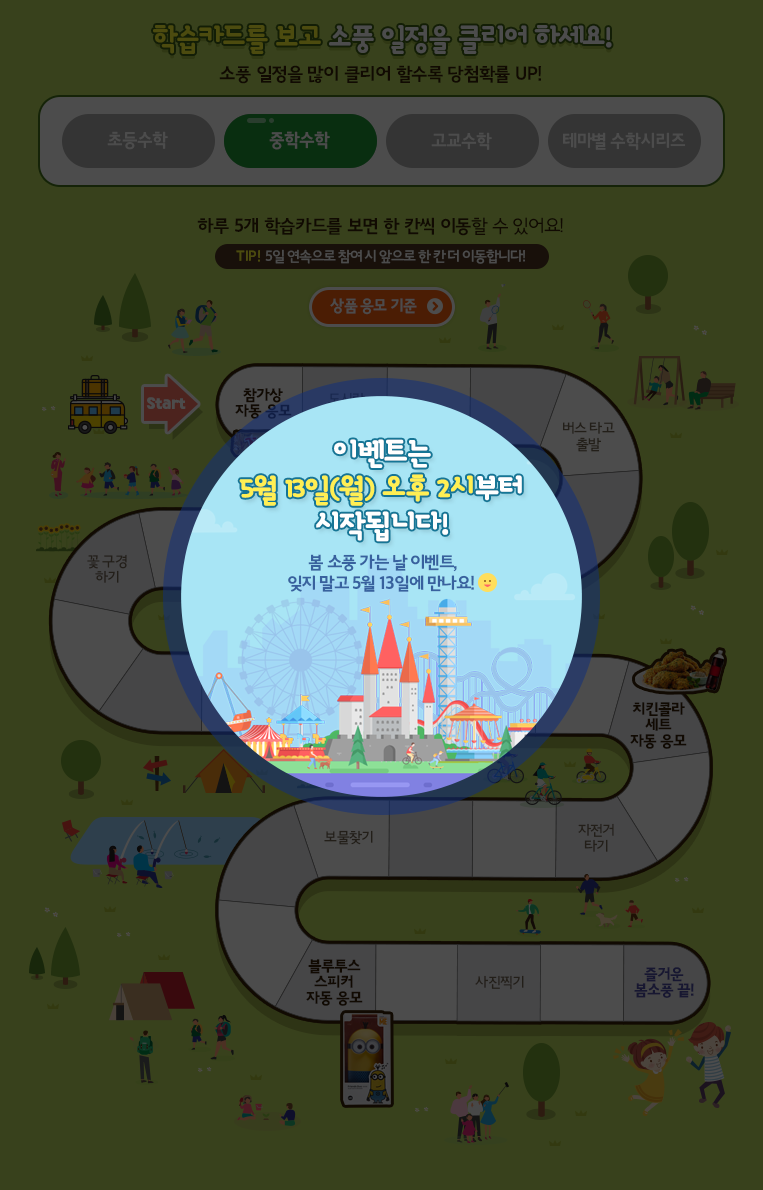 학습카드를 보고 소풍 일정을 클리어 하세요!
소풍 일정을 많이 클리어 할수록 당첨확률 UP!
초등수학
중학수학
고교수학
테마별 수학시리즈
하루 5개 학습카드를 보면 한 칸씩 이동할 수 있어요!
TIP! 5일 연속으로 참여 시 앞으로 한 칸 더 이동합니다!
상품 응모 기준
Start
참가상
자동 응모
버스 타고
출발
이벤트는
5월 13일(월) 오후 2시부터
시작됩니다!
봄 소풍 가는 날 이벤트,
잊지 말고 5월 13일에 만나요!
꽃 구경
하기
치킨콜라
세트
자동 응모
보물찾기
자전거
타기
블루투스
스피커
자동 응모
사진찍기
즐거운
봄소풍 끝!